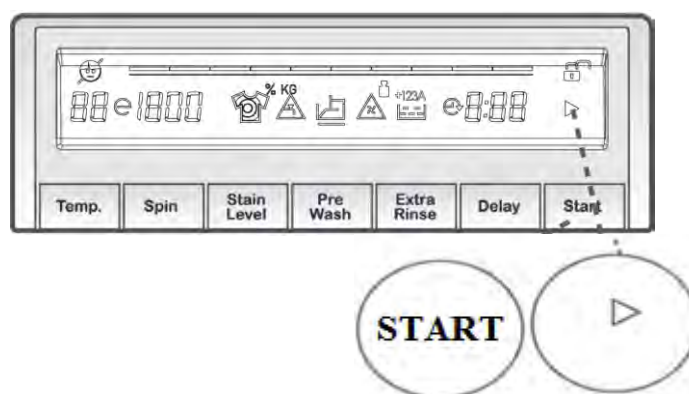 % KG
+123A
88 1800 8:88
Temp. Spin Stain Level Pre Wash Extra Rinse Delay Start
START